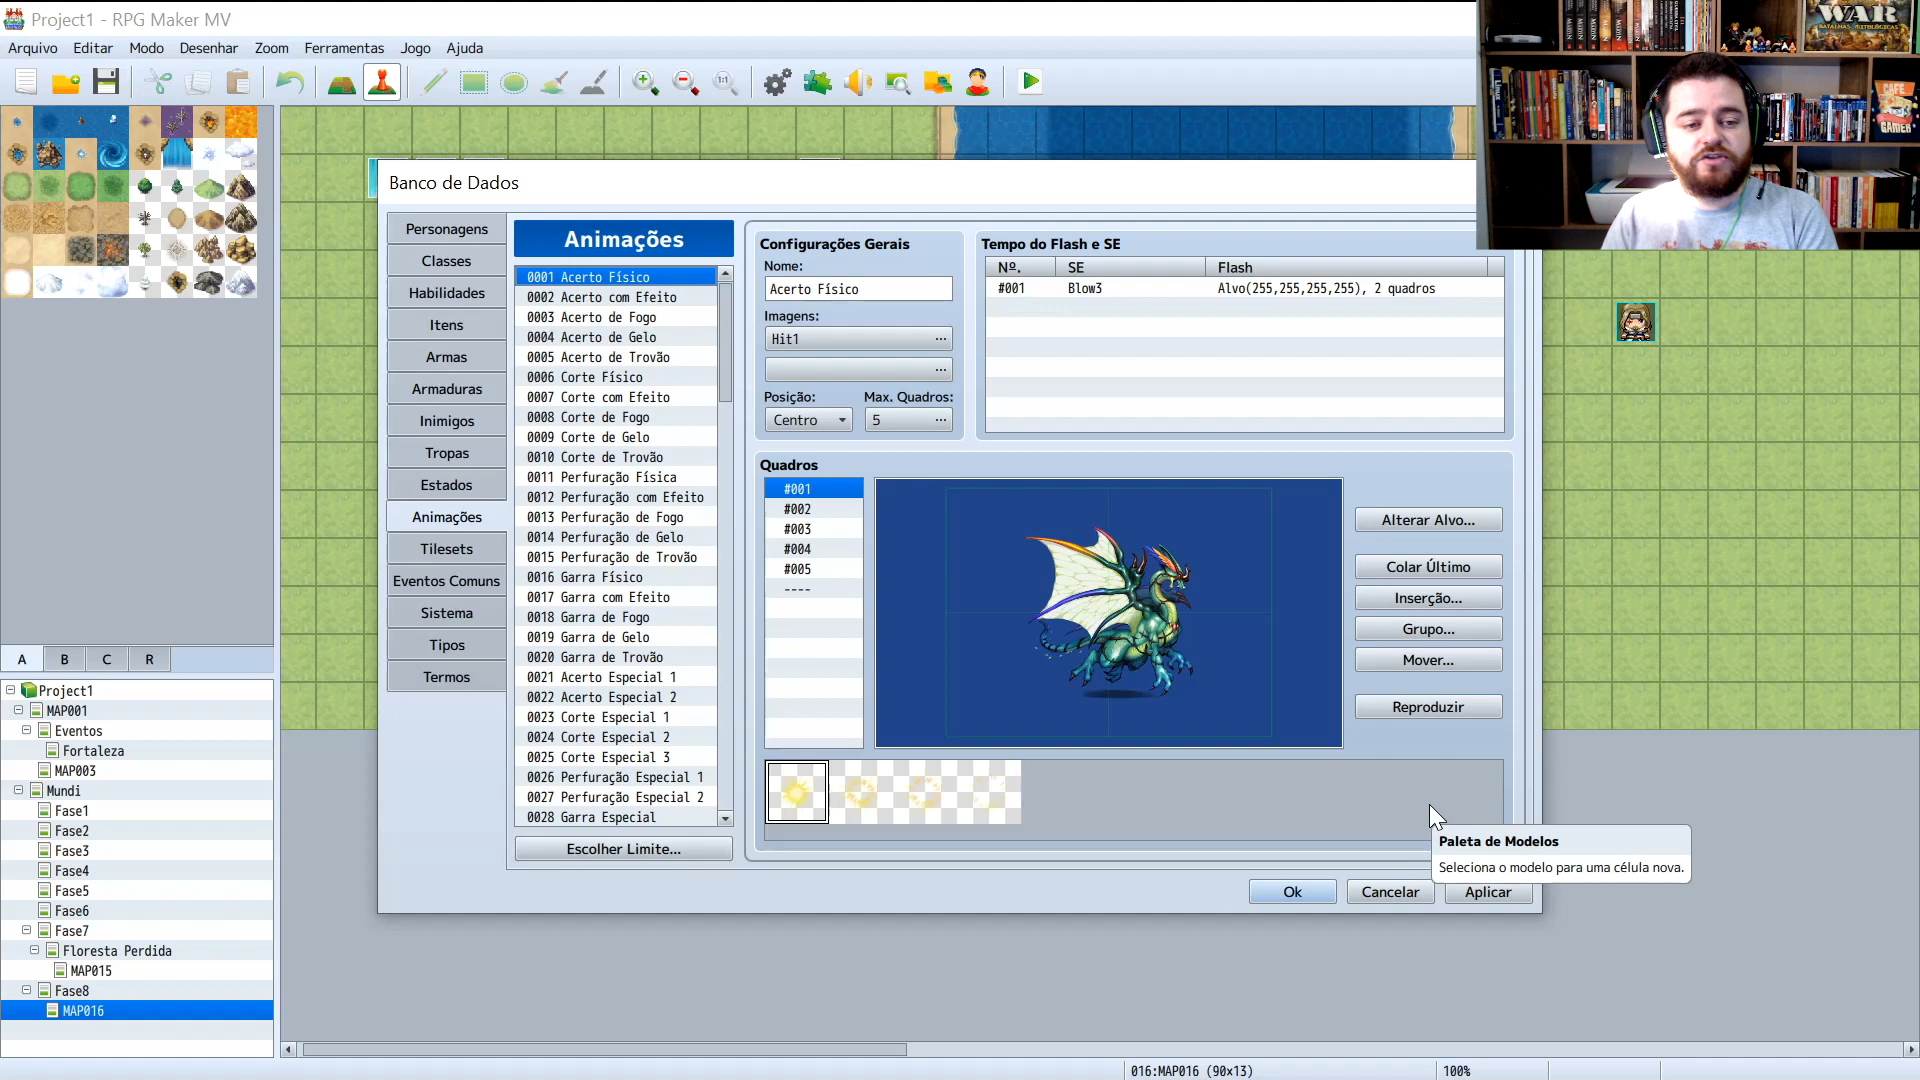 Project1 - RPG Maker MV
Arquivo Editar Modo Desenhar Zoom Ferramentas Jogo Ajuda
1:1
WAR
CAFE
GAMER
Banco de Dados
Personagens
Classes
Habilidades
Itens
Armas
Armaduras
Inimigos
Tropas
Estados
Animações
Tilesets
Eventos Comuns
Sistema
Tipos
Termos
Animações
0001 Acerto Físico
0002 Acerto com Efeito
0003 Acerto de Fogo
0004 Acerto de Gelo
0005 Acerto de Trovão
0006 Corte Físico
0007 Corte com Efeito
0008 Corte de Fogo
0009 Corte de Gelo
0010 Corte de Trovão
0011 Perfuração Física
0012 Perfuração com Efeito
0013 Perfuração de Fogo
0014 Perfuração de Gelo
0015 Perfuração de Trovão
0016 Garra Físico
0017 Garra com Efeito
0018 Garra de Fogo
0019 Garra de Gelo
0020 Garra de Trovão
0021 Acerto Especial 1
0022 Acerto Especial 2
0023 Corte Especial 1
0024 Corte Especial 2
0025 Corte Especial 3
0026 Perfuração Especial 1
0027 Perfuração Especial 2
0028 Garra Especial
Escolher Limite...
Configurações Gerais
Nome:
Acerto Físico
Imagens:
Hit1 ...
...
Posição: Max. Quadros:
Centro 5 ...
Tempo do Flash e SE
Nº. SE Flash
#001 Blow3 Alvo(255,255,255,255), 2 quadros
Quadros
#001
#002
#003
#004
#005
----
Alterar Alvo...
Colar Último
Inserção...
Grupo...
Mover...
Reproduzir
Paleta de Modelos
Seleciona o modelo para uma célula nova.
Ok Cancelar Aplicar
A B C R
Project1
MAP001
Eventos
Fortaleza
MAP003
Mundi
Fase1
Fase2
Fase3
Fase4
Fase5
Fase6
Fase7
Floresta Perdida
MAP015
Fase8
MAP016
016:MAP016 (90x13) 100%